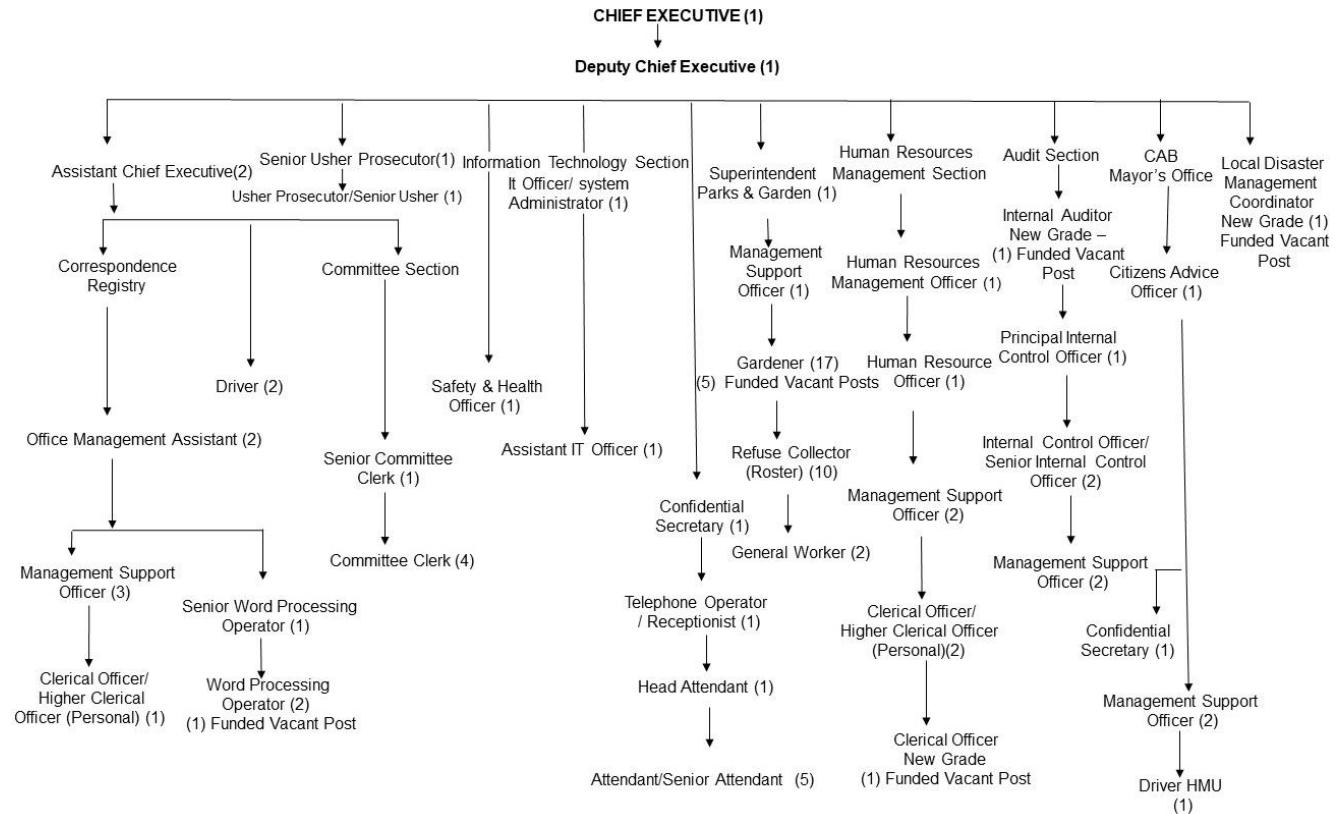 CHIEF EXECUTIVE (1)
Deputy Chief Executive (1)
Assistant Chief Executive(2)
Correspondence
Registry
Office Management Assistant (2)
Management Support
Officer (3)
Clerical Officer/
Higher Clerical
Officer (Personal) (1)
Senior Word Processing
Operator (1)
Word Processing
Operator (2)
(1) Funded Vacant Post
Driver (2)
Committee Section
Senior Committee
Clerk (1)
Committee Clerk (4)
Senior Usher Prosecutor(1)
Usher Prosecutor/Senior Usher (1)
Information Technology Section
It Officer/ system
Administrator (1)
Safety & Health
Officer (1)
Assistant IT Officer (1)
Confidential
Secretary (1)
Telephone Operator
/ Receptionist (1)
Head Attendant (1)
Attendant/Senior Attendant (5)
Superintendent
Parks & Garden (1)
Management
Support
Officer (1)
Gardener (17)
(5) Funded Vacant Posts
Refuse Collector
(Roster) (10)
General Worker (2)
Human Resources
Management Section
Human Resources
Management Officer (1)
Human Resource
Officer (1)
Management Support
Officer (2)
Clerical Officer/
Higher Clerical Officer
(Personal)(2)
Clerical Officer
New Grade
(1) Funded Vacant Post
Audit Section
Internal Auditor
New Grade –
(1) Funded Vacant
Post
Principal Internal
Control Officer (1)
Internal Control Officer/
Senior Internal Control
Officer (2)
Management Support
Officer (2)
CAB
Mayor's Office
Citizens Advice
Officer (1)
Confidential
Secretary (1)
Management Support
Officer (2)
Driver HMU
(1)
Local Disaster
Management
Coordinator
New Grade (1)
Funded Vacant
Post